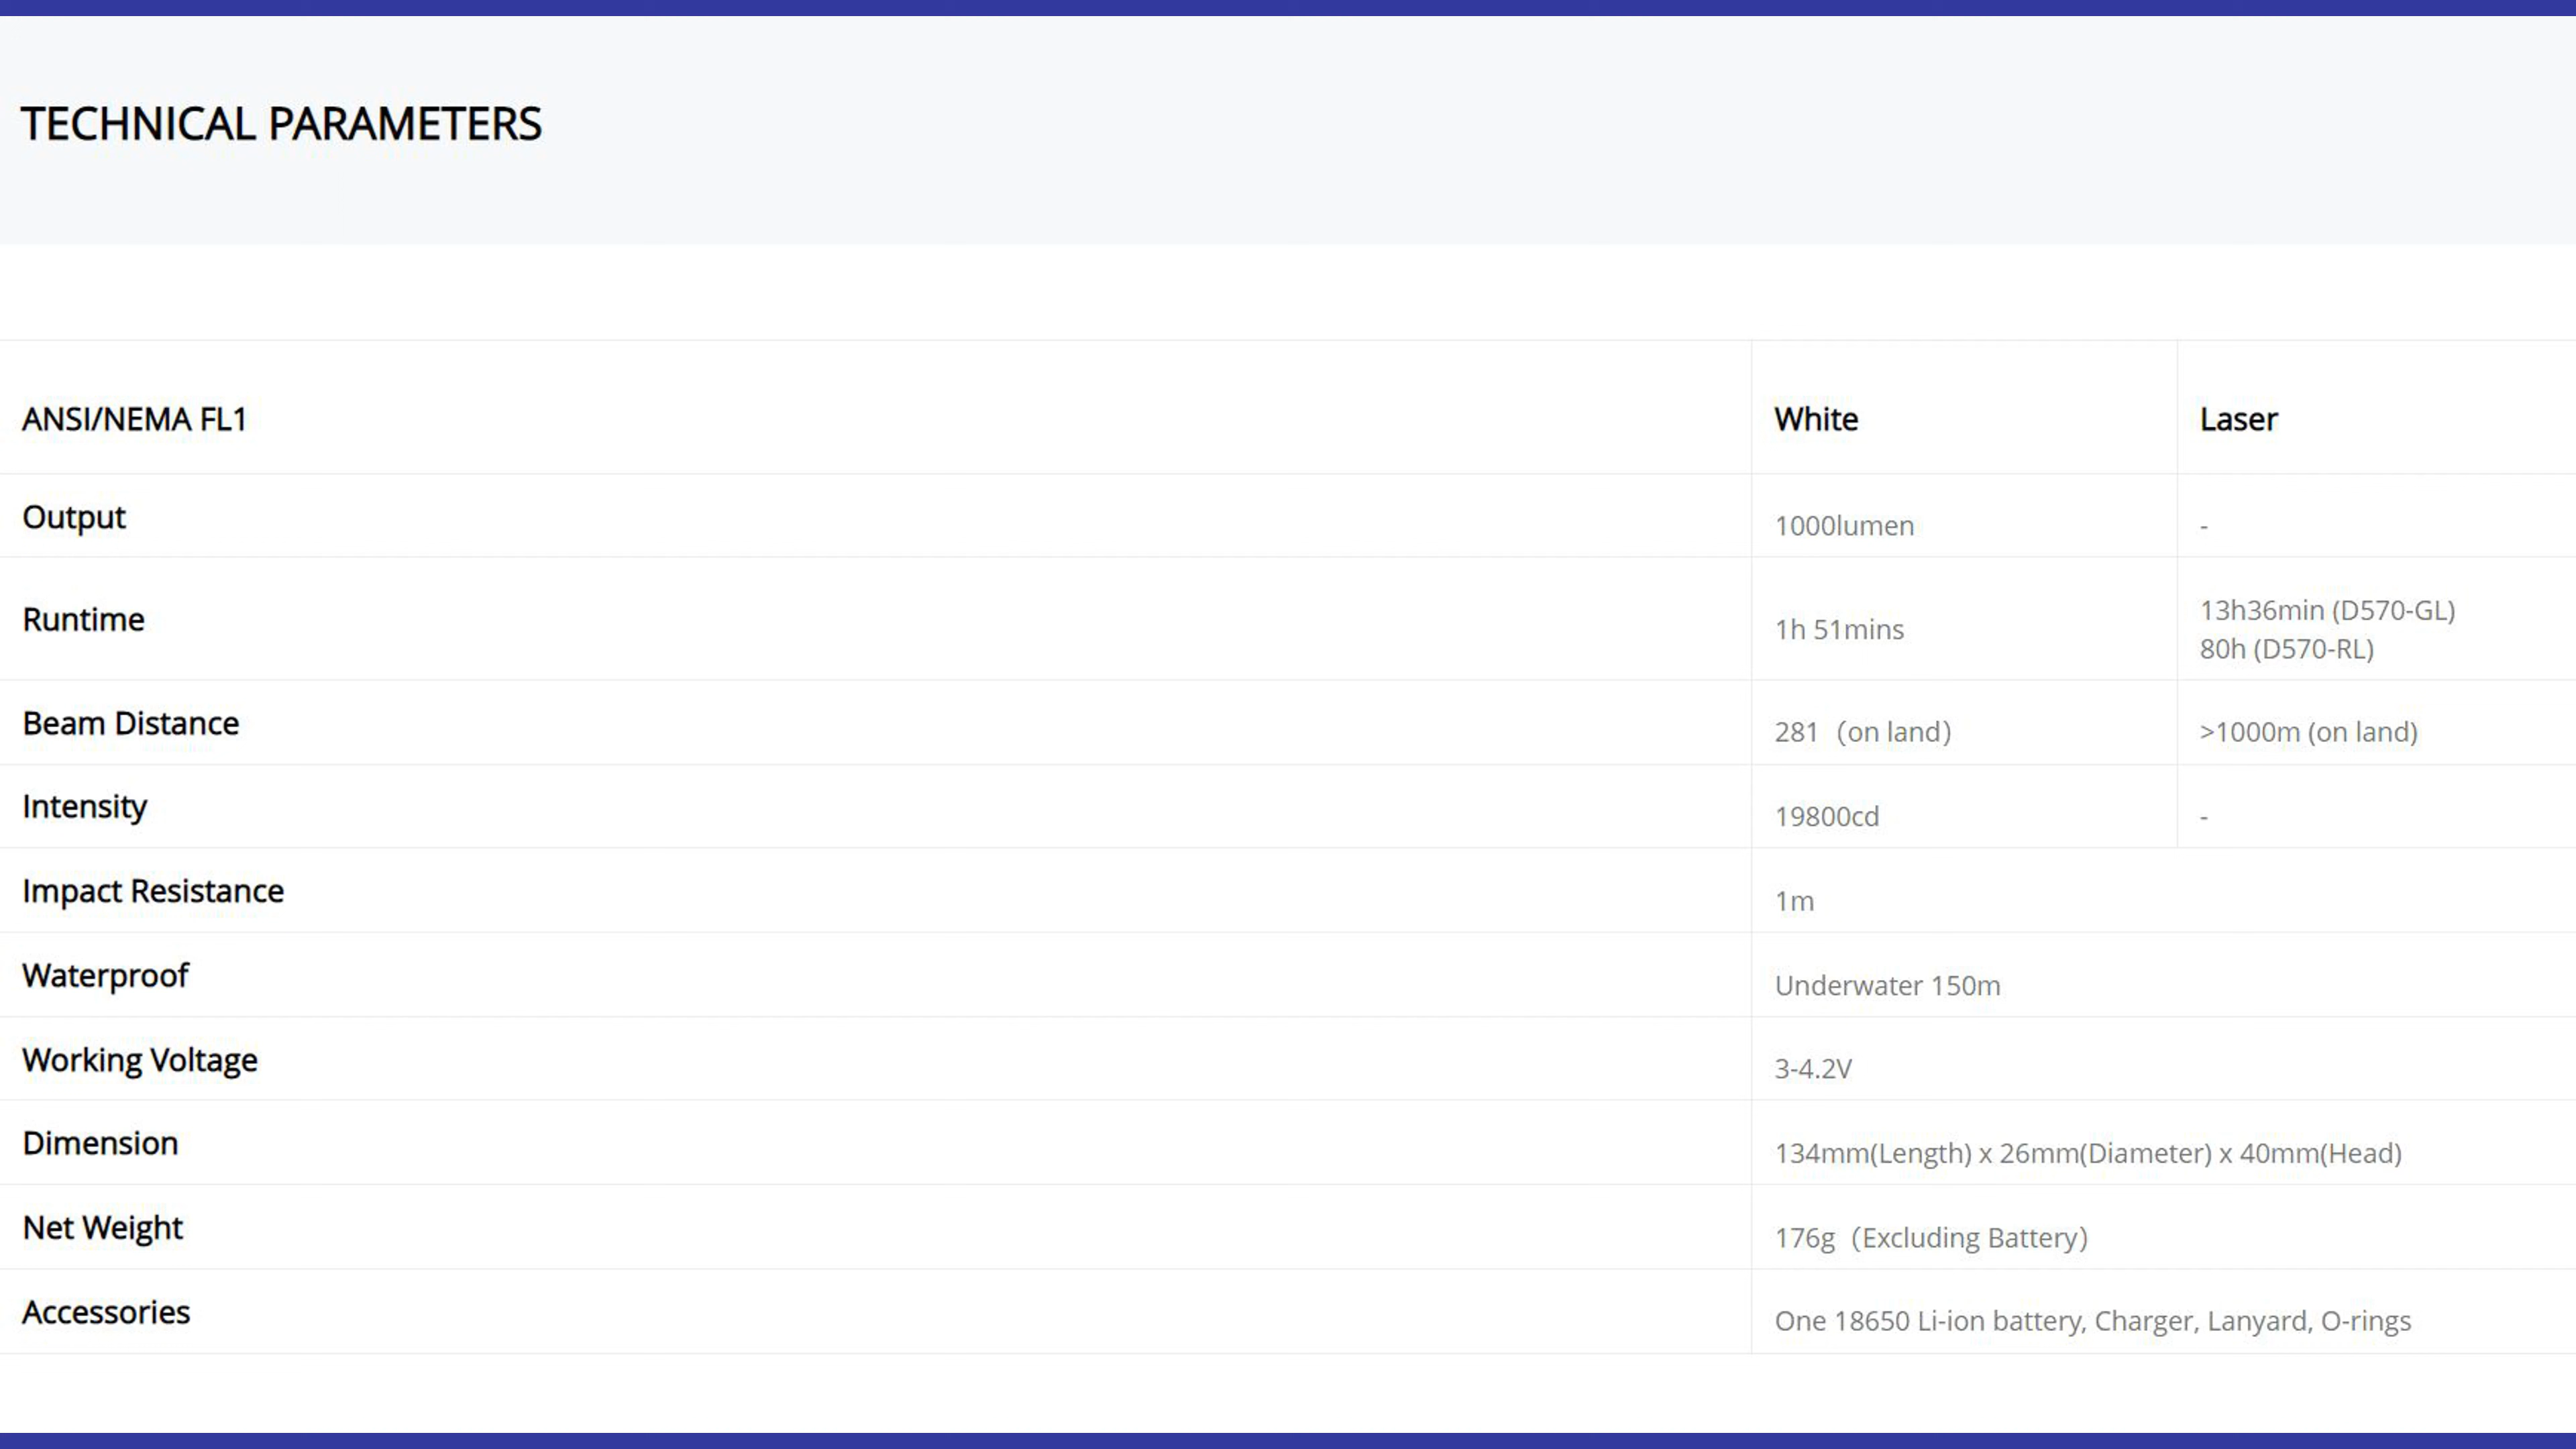 TECHNICAL PARAMETERS
ANSI/NEMA FL1 White Laser
Output 1000lumen -
Runtime 1h 51mins 13h36min (D570-GL)
80h (D570-RL)
Beam Distance 281（on land） >1000m (on land)
Intensity 19800cd -
Impact Resistance 1m
Waterproof Underwater 150m
Working Voltage 3-4.2V
Dimension 134mm(Length) x 26mm(Diameter) x 40mm(Head)
Net Weight 176g（Excluding Battery）
Accessories One 18650 Li-ion battery, Charger, Lanyard, O-rings